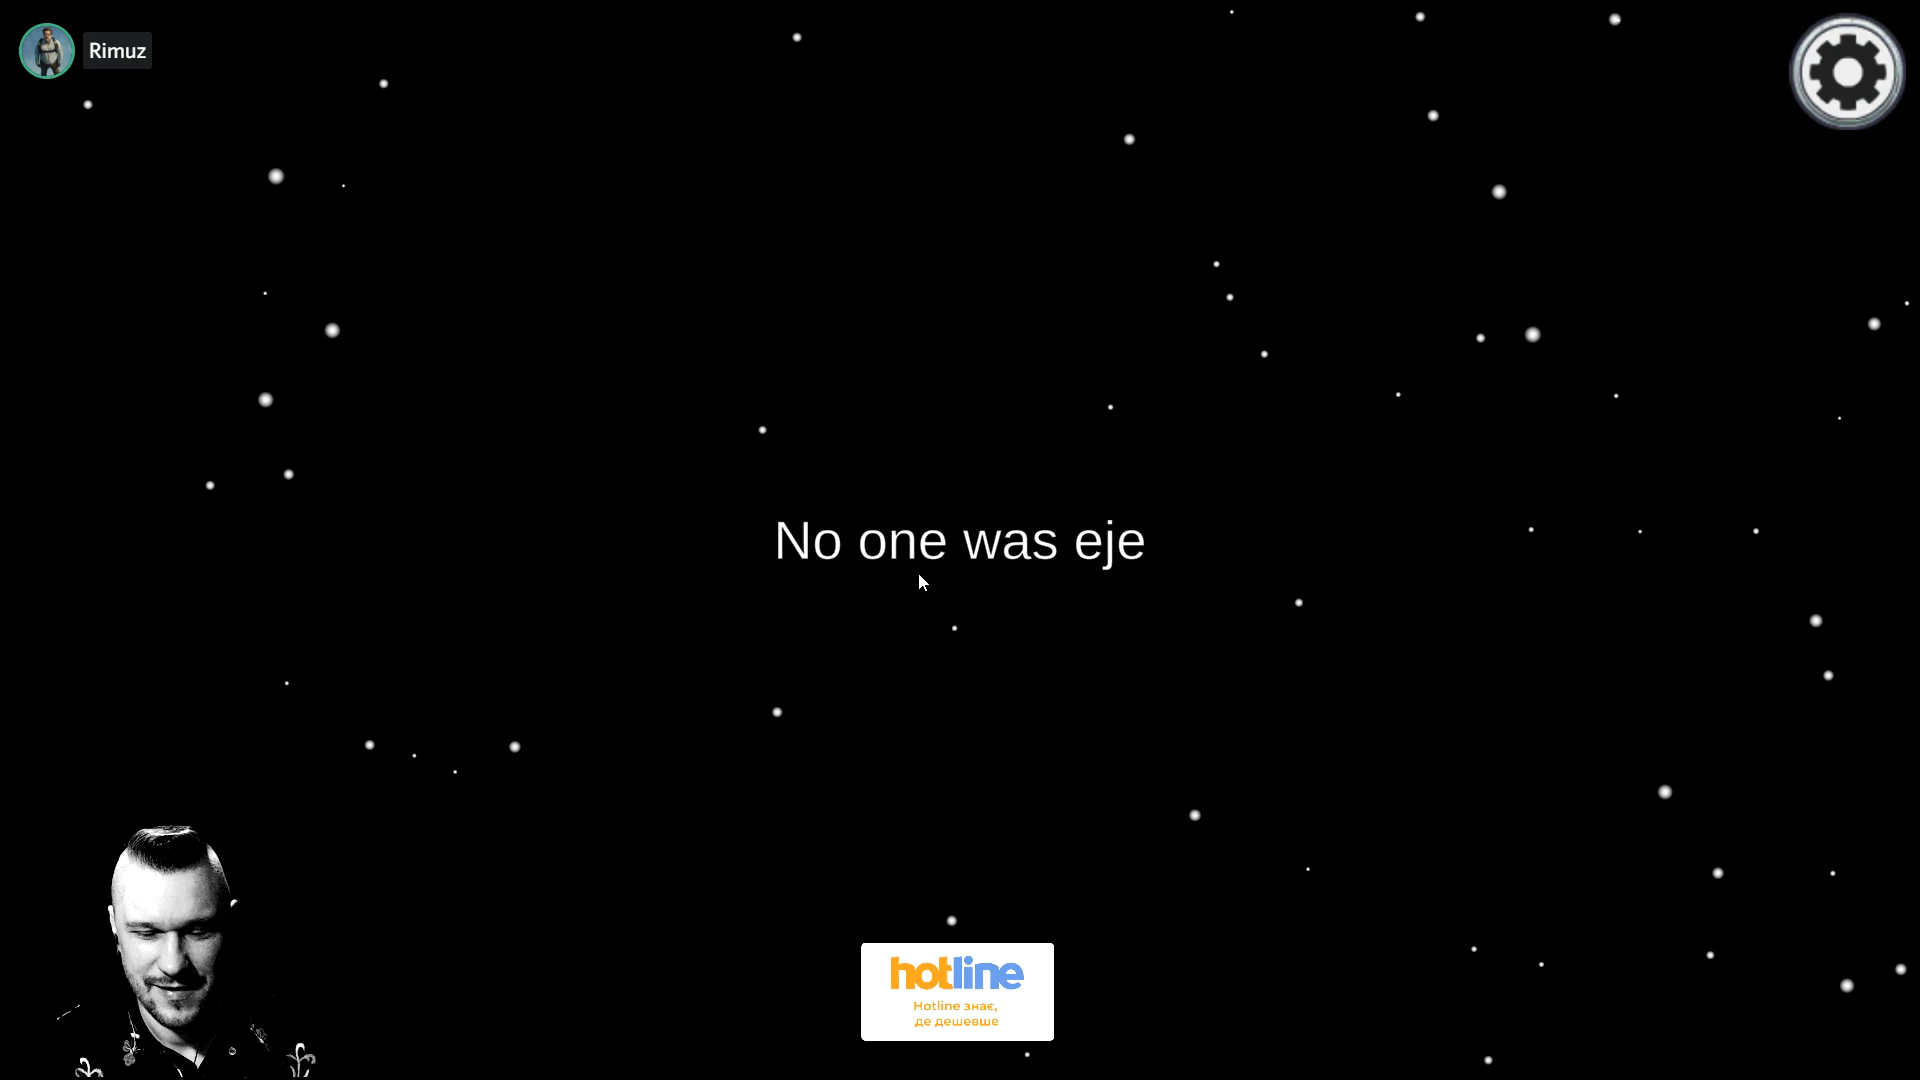 Rimuz
No one was eje
hotline
Hotline знає,
де дешевше